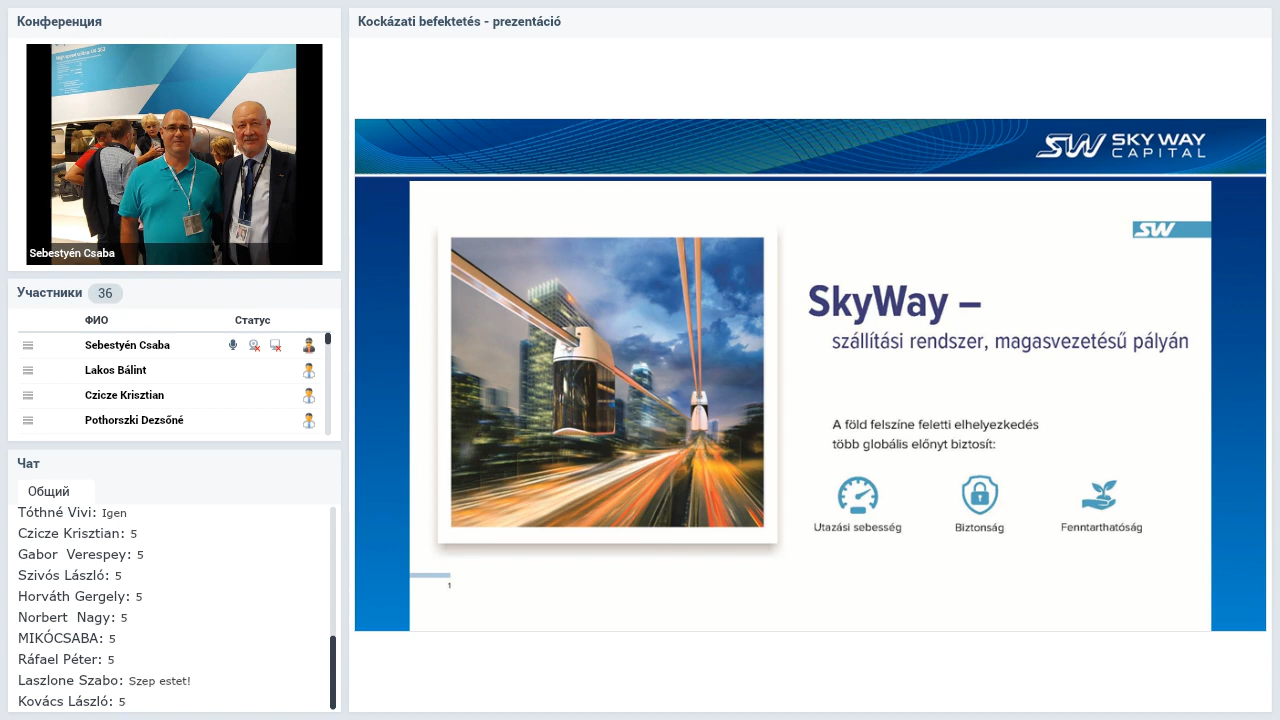 Конференция
Sebestyén Csaba
Участники 36
ФИО Статус
Sebestyén Csaba
Lakos Bálint
Czicze Krisztian
Pothorszki Dezsőné
Чат
Общий
Tóthné Vivi: Igen
Czicze Krisztian: 5
Gabor Verespey: 5
Szivós László: 5
Horváth Gergely: 5
Norbert Nagy: 5
MIKÓCSABA: 5
Ráfael Péter: 5
Laszlone Szabo: Szep estet!
Kovács László: 5
Kockázati befektetés - prezentáció
SW SKY WAY
CAPITAL
SW
SkyWay –
szállítási rendszer, magasvezetésű pályán
A föld felszíne feletti elhelyezkedés
több globális előnyt biztosít:
Utazási sebesség
Biztonság
Fenntarthatóság
1